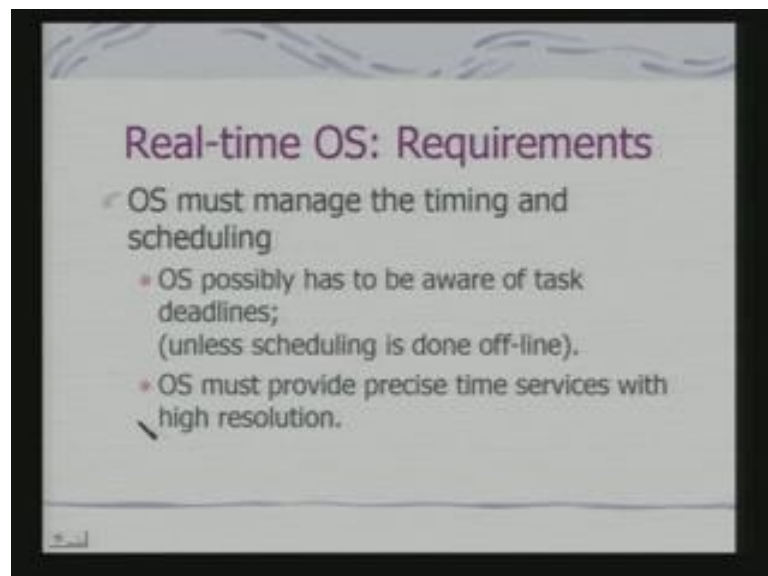 Real-time OS: Requirements
OS must manage the timing and
scheduling
OS possibly has to be aware of task
deadlines;
(unless scheduling is done off-line).
OS must provide precise time services with
high resolution.